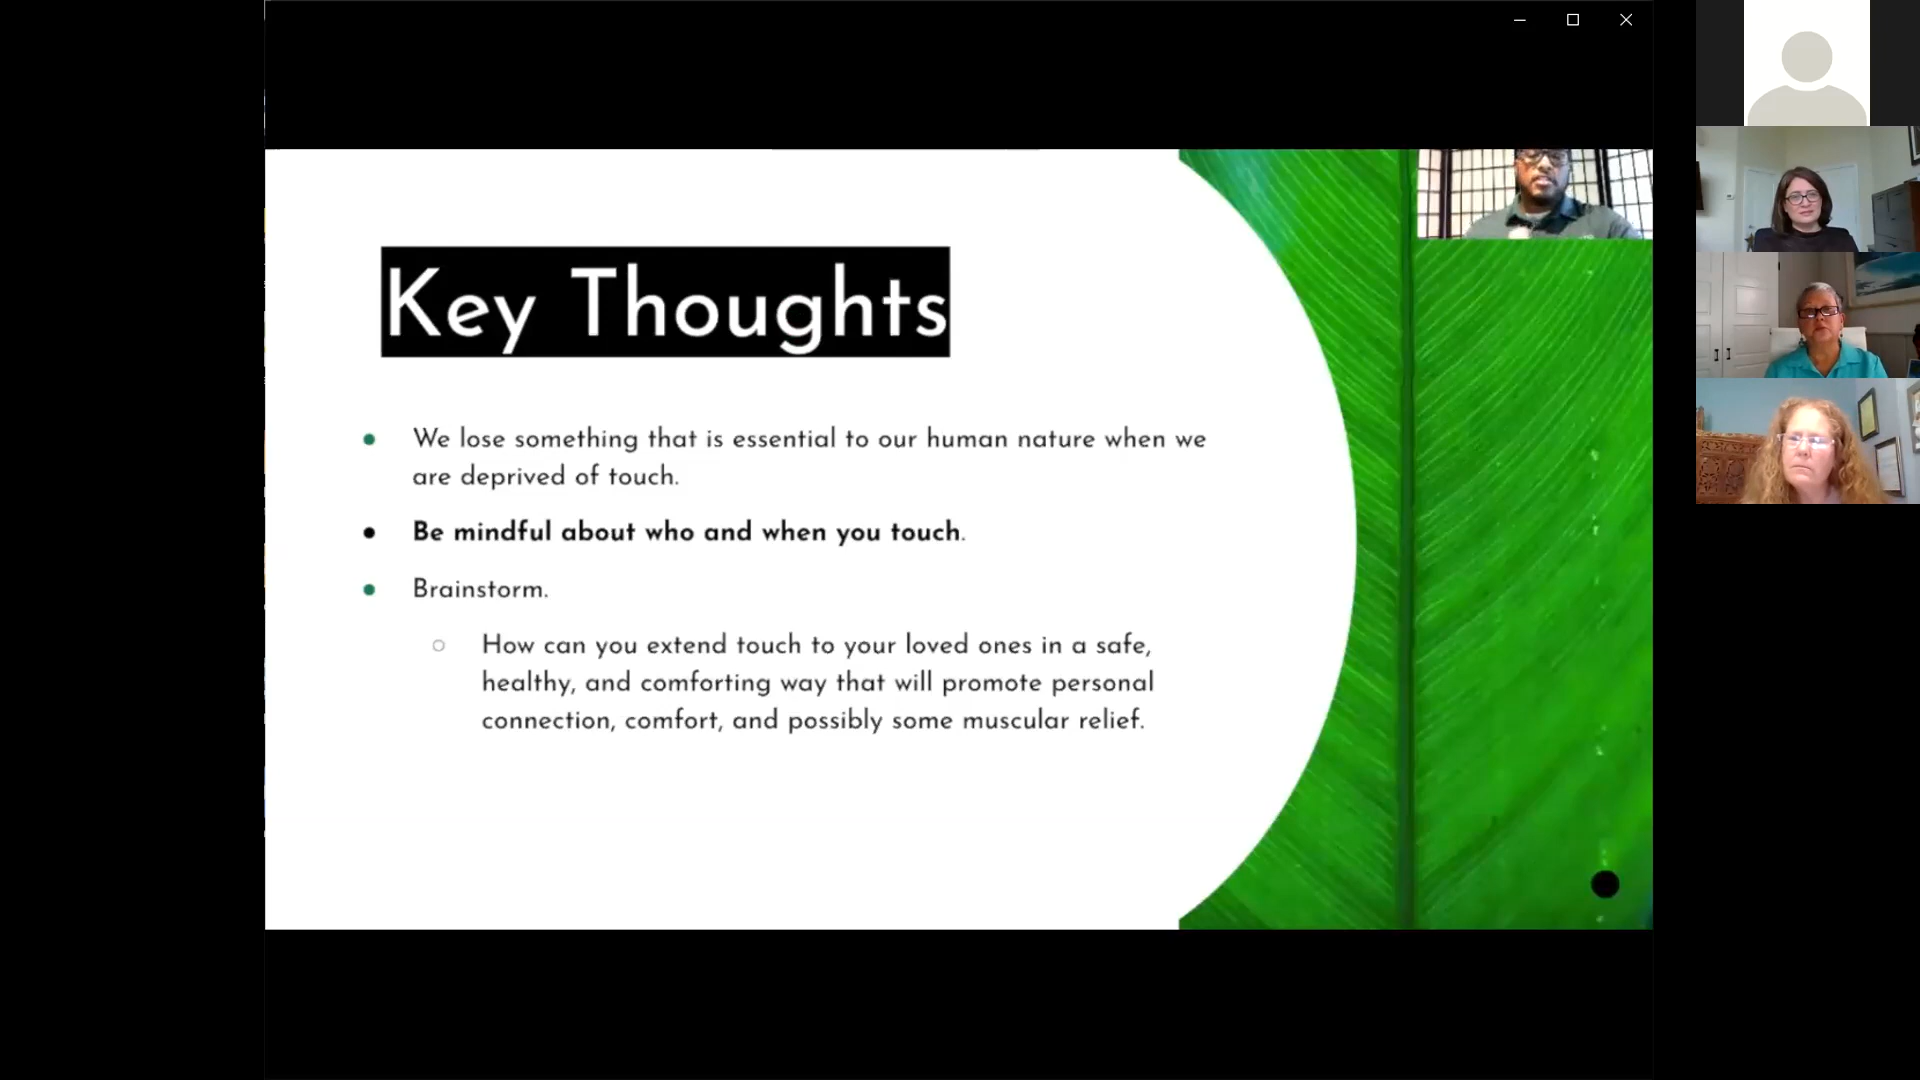 Key Thoughts
We lose something that is essential to our human nature when we
are deprived of touch.
Be mindful about who and when you touch.
Brainstorm.
How can you extend touch to your loved ones in a safe,
healthy, and comforting way that will promote personal
connection, comfort, and possibly some muscular relief.